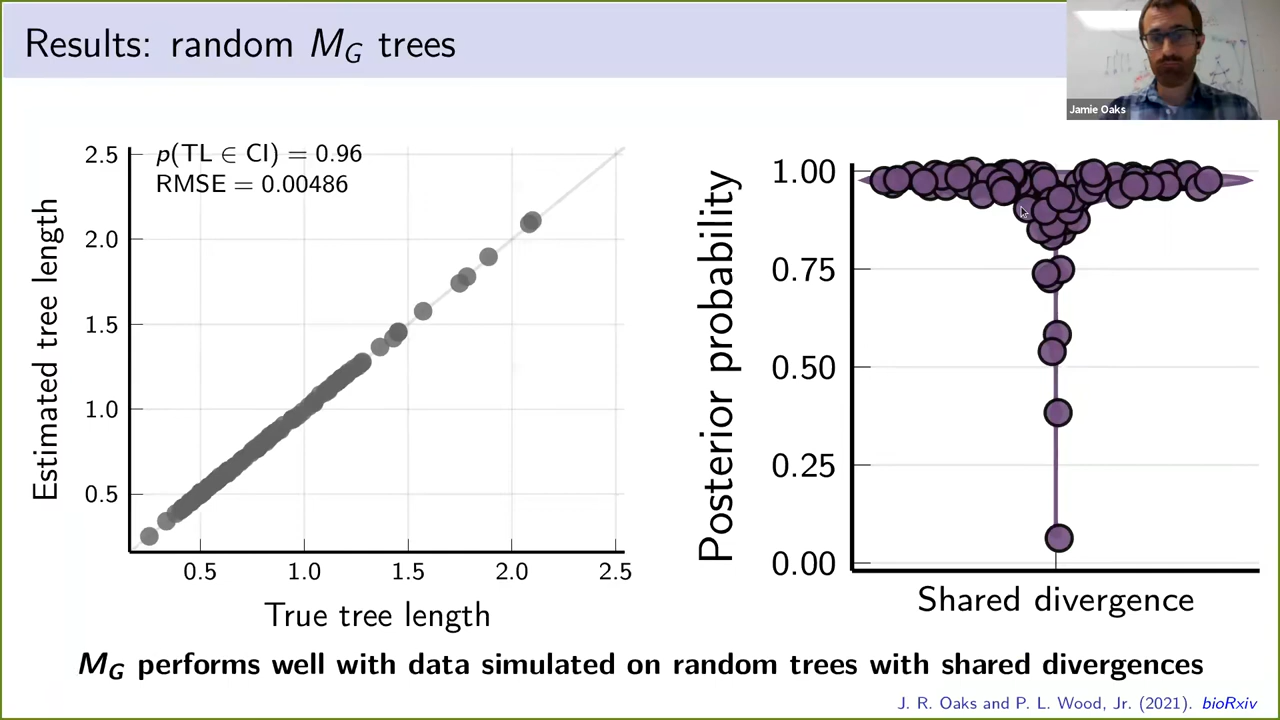 Results: random M_G trees
Jamie Oaks
p(TL ∈ CI) = 0.96
RMSE = 0.00486
Estimated tree length
2.5
2.0
1.5
1.0
0.5
0.5 1.0 1.5 2.0 2.5
True tree length
Posterior probability
1.00
0.75
0.50
0.25
0.00
Shared divergence
M_G performs well with data simulated on random trees with shared divergences
J. R. Oaks and P. L. Wood, Jr. (2021). bioRxiv